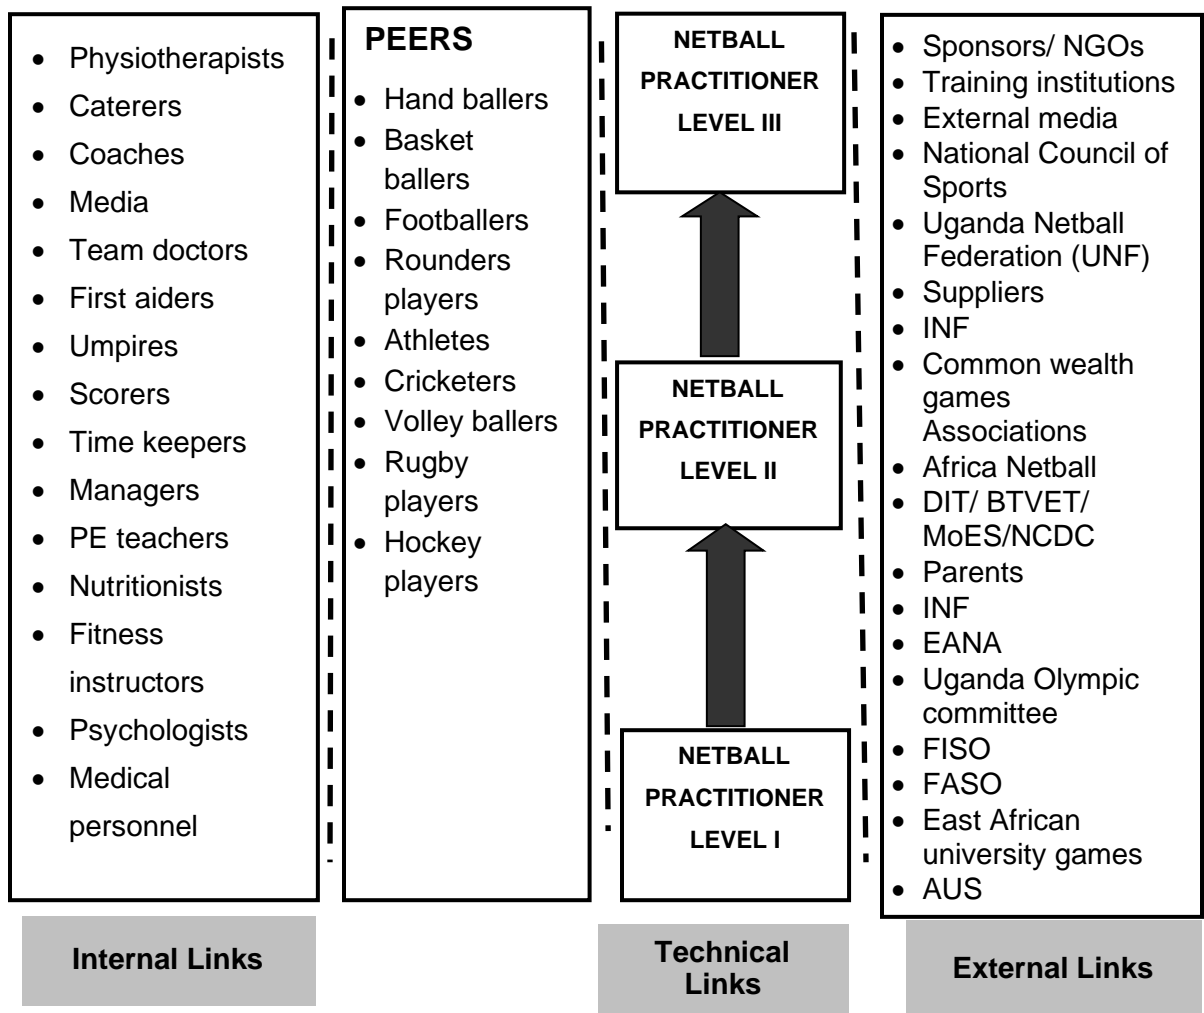 • Physiotherapists
• Caterers
• Coaches
• Media
• Team doctors
• First aiders
• Umpires
• Scorers
• Time keepers
• Managers
• PE teachers
• Nutritionists
• Fitness
instructors
• Psychologists
• Medical
personnel
Internal Links
PEERS
• Hand ballers
• Basket
ballers
• Footballers
• Rounders
players
• Athletes
• Cricketers
• Volley ballers
• Rugby
players
• Hockey
players
NETBALL
PRACTITIONER
LEVEL III
NETBALL
PRACTITIONER
LEVEL II
NETBALL
PRACTITIONER
LEVEL I
Technical
Links
• Sponsors/ NGOs
• Training institutions
• External media
• National Council of
Sports
• Uganda Netball
Federation (UNF)
• Suppliers
• INF
• Common wealth
games
Associations
• Africa Netball
• DIT/ BTVET/
MoES/NCDC
• Parents
• INF
• EANA
• Uganda Olympic
committee
• FISO
• FASO
• East African
university games
• AUS
External Links